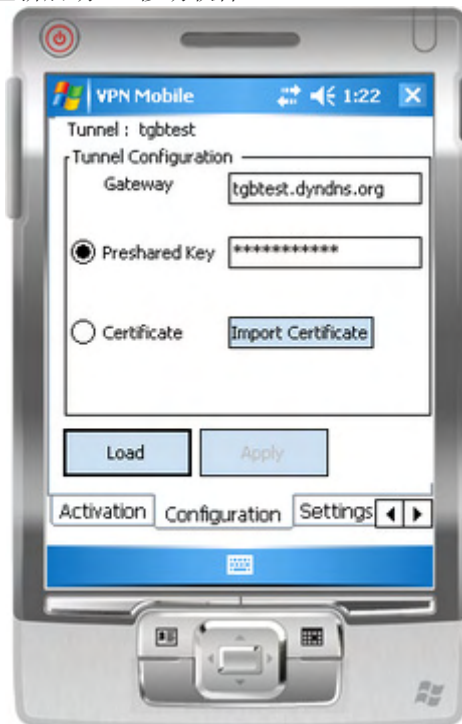 VPN Mobile 1:22
Tunnel : tgbtest
Tunnel Configuration
Gateway tgbtest.dyndns.org
Preshared Key ***********
Certificate Import Certificate
Load Apply
Activation Configuration Settings